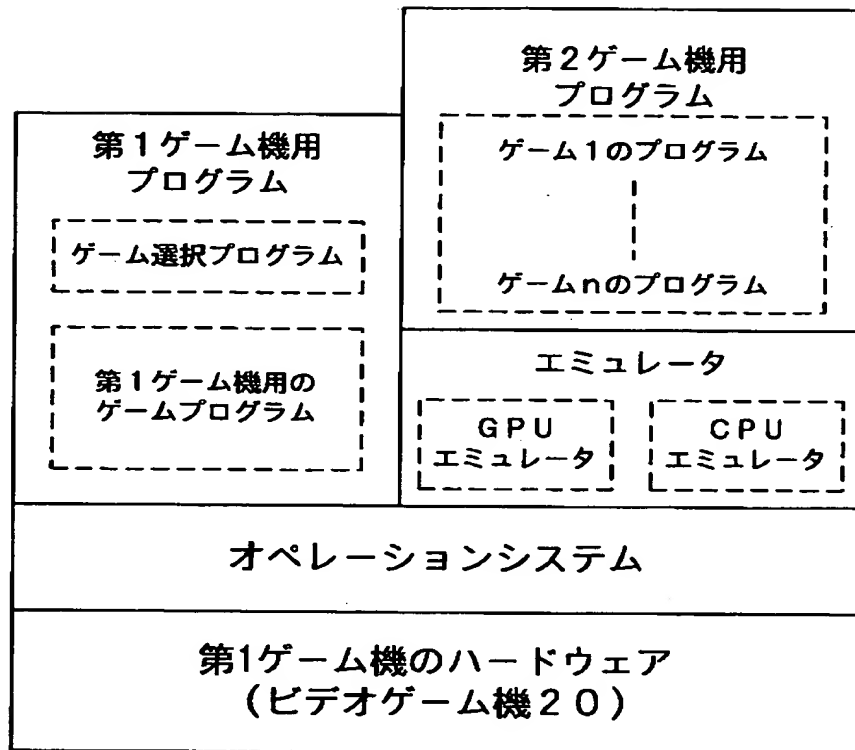 第2ゲーム機用
プログラム
ゲーム1のプログラム
ゲームnのプログラム
第1ゲーム機用
プログラム
ゲーム選択プログラム
第1ゲーム機用の
ゲームプログラム
エミュレータ
GPU
エミュレータ
CPU
エミュレータ
オペレーションシステム
第1ゲーム機のハードウェア
(ビデオゲーム機20)